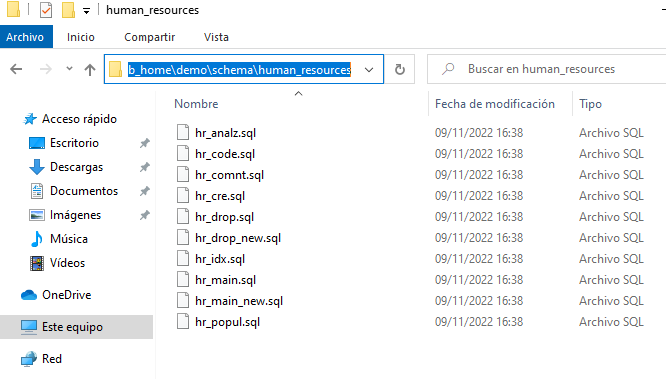 human_resources
Archivo Inicio Compartir Vista
b_home\demo\schema\human_resources Buscar en human_resources
Nombre Fecha de modificación Tipo
Acceso rápido
Escritorio
Descargas
Documentos
Imágenes
Música
Vídeos
OneDrive
Este equipo
Red
hr_analz.sql 09/11/2022 16:38 Archivo SQL
hr_code.sql 09/11/2022 16:38 Archivo SQL
hr_comnt.sql 09/11/2022 16:38 Archivo SQL
hr_cre.sql 09/11/2022 16:38 Archivo SQL
hr_drop.sql 09/11/2022 16:38 Archivo SQL
hr_drop_new.sql 09/11/2022 16:38 Archivo SQL
hr_idx.sql 09/11/2022 16:38 Archivo SQL
hr_main.sql 09/11/2022 16:38 Archivo SQL
hr_main_new.sql 09/11/2022 16:38 Archivo SQL
hr_popul.sql 09/11/2022 16:38 Archivo SQL